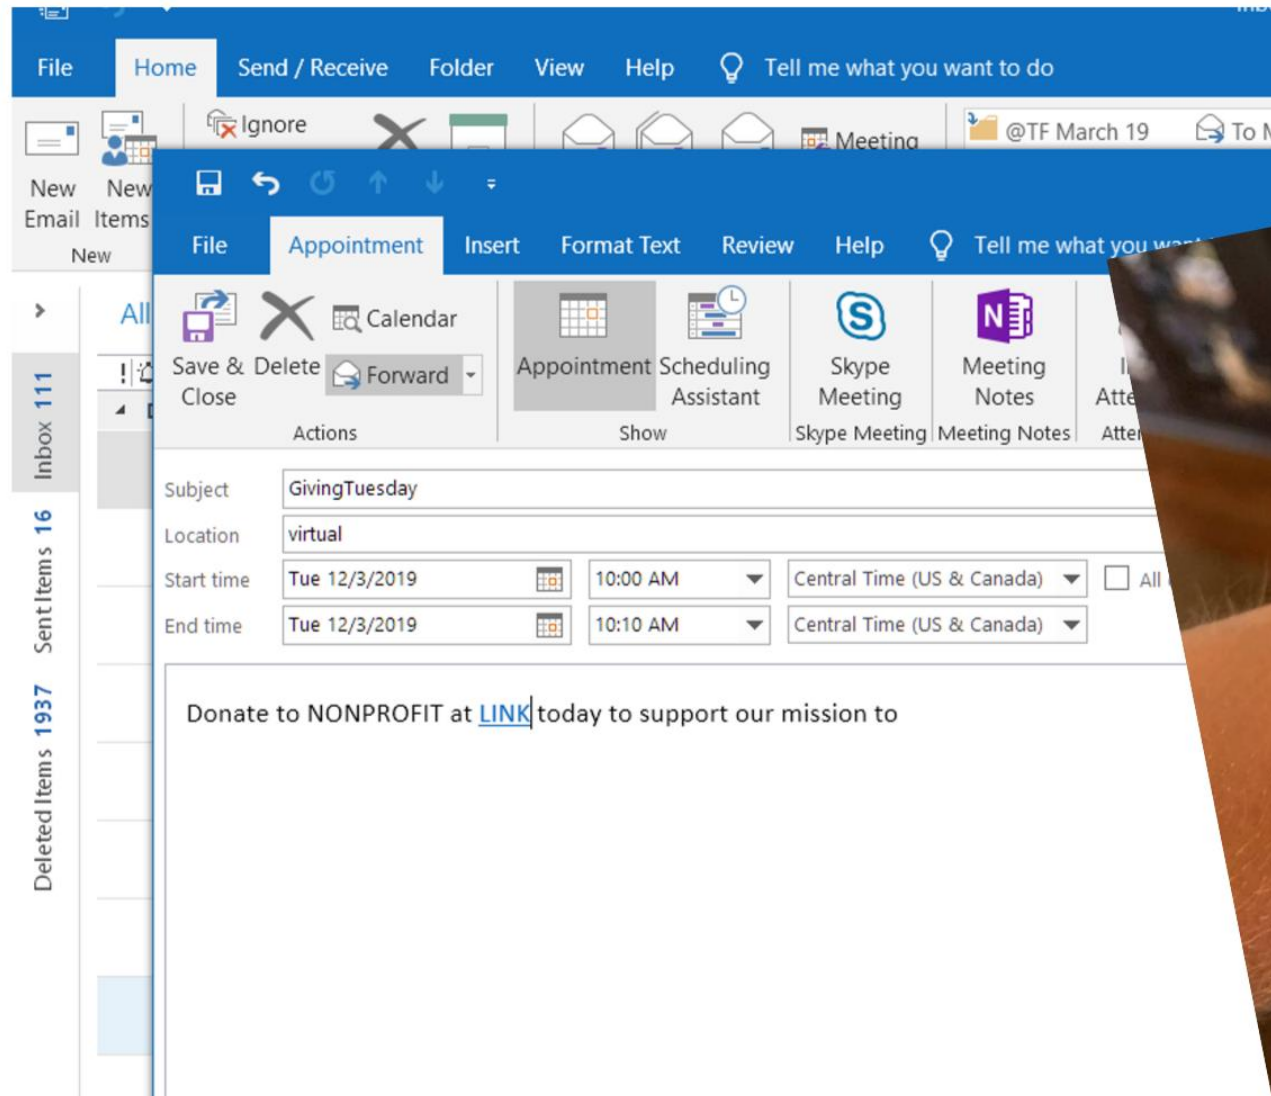 File Home Send / Receive Folder View Help Tell me what you want to do
Ignore
Meeting
@TF March 19
To
New Email
New Items
New
File Appointment Insert Format Text Review Help Tell me what you
All
Inbox 111
Sent Items 16
Deleted Items 1937
Save & Close
Delete
Calendar
Forward
Actions
Appointment
Scheduling Assistant
Show
Skype Meeting
Skype Meeting
Meeting Notes
Meeting Notes
Subject GivingTuesday
Location virtual
Start time Tue 12/3/2019 10:00 AM Central Time (US & Canada) All
End time Tue 12/3/2019 10:10 AM Central Time (US & Canada)
Donate to NONPROFIT at LINK today to support our mission to